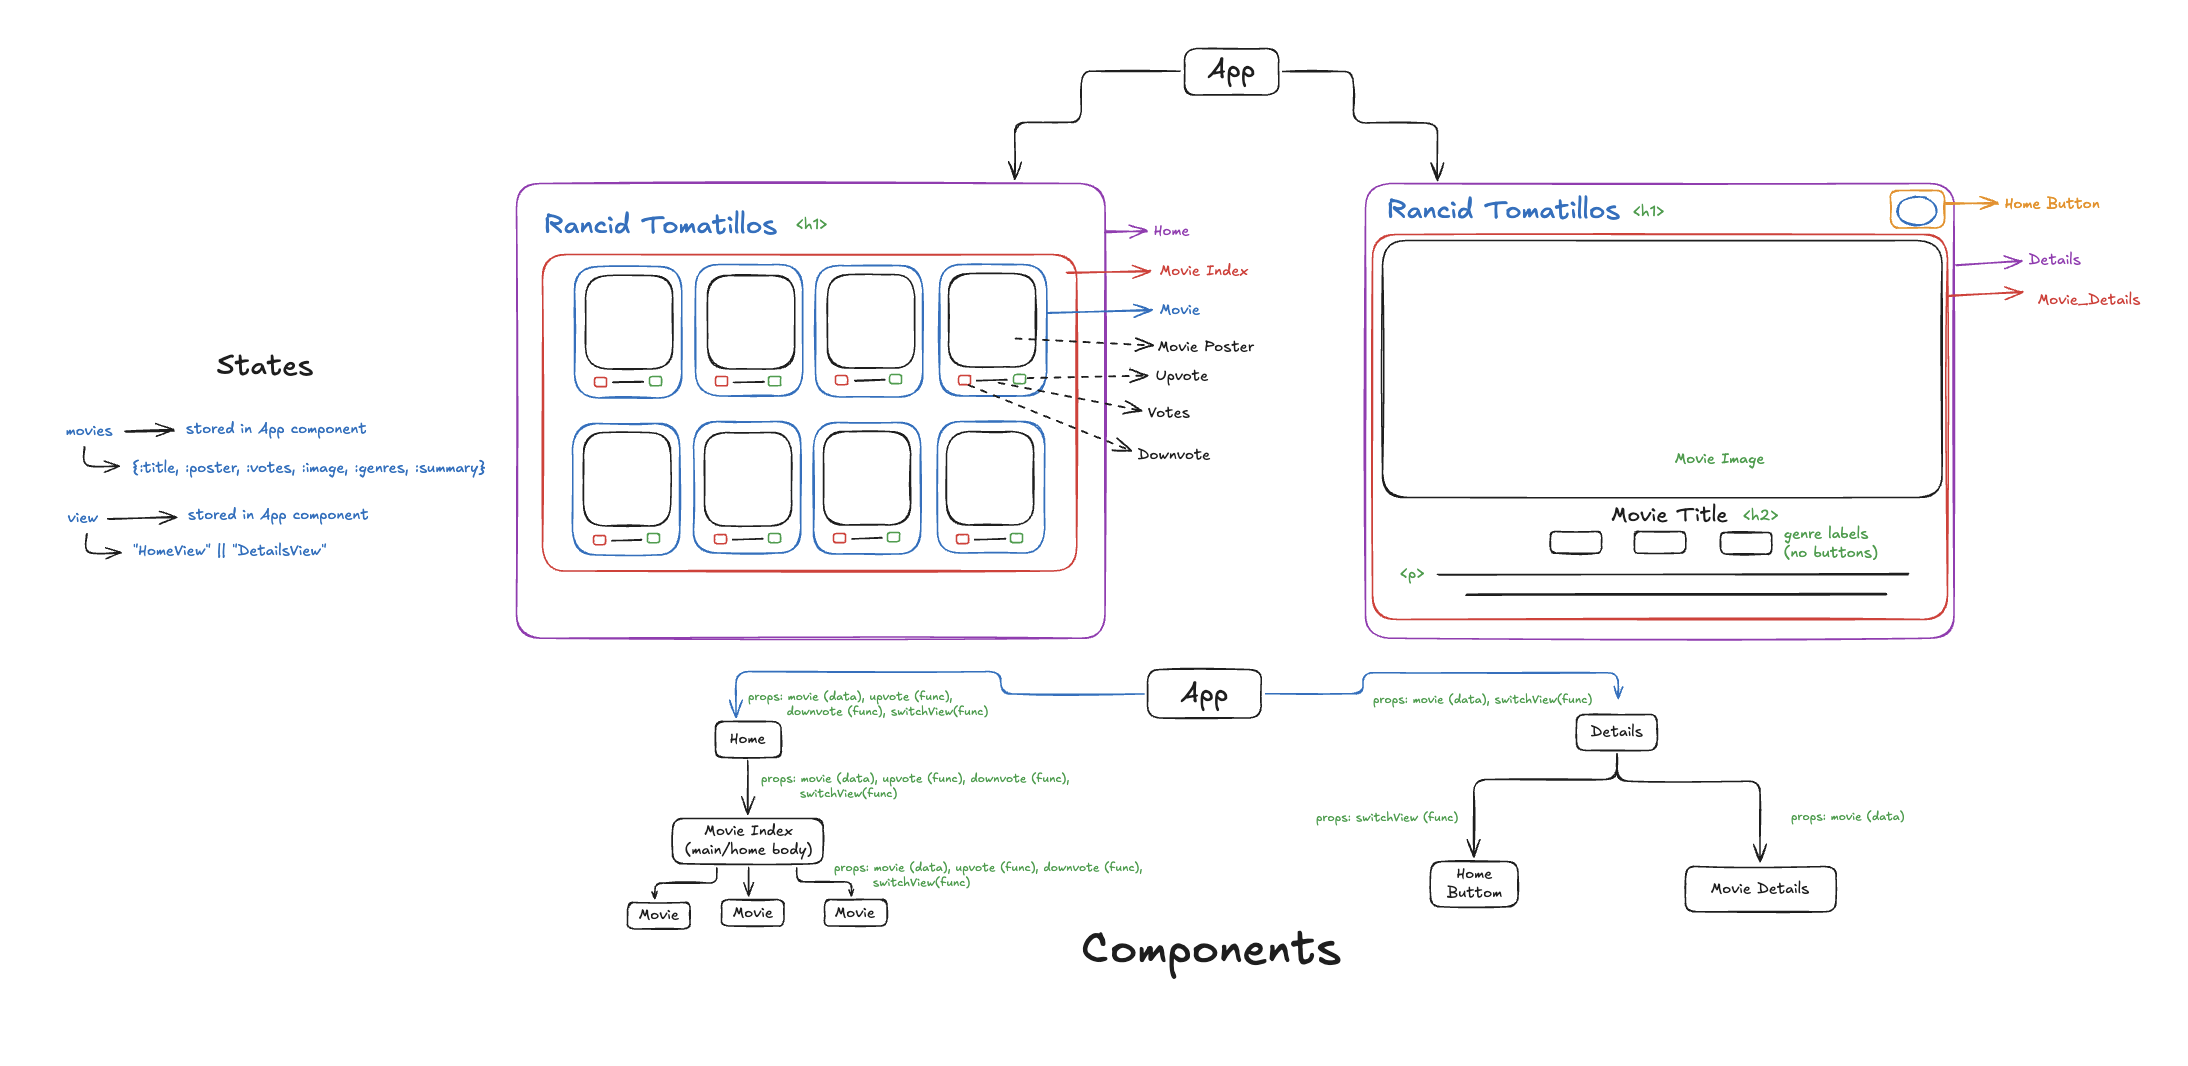 App
Rancid Tomatillos <h1>
Home
Movie Index
Movie
Movie Poster
Upvote
Votes
Downvote
Rancid Tomatillos <h1>
Home Button
Details
Movie_Details
Movie Image
Movie Title <h2>
genre labels
(no buttons)
<p>
States
movies stored in App component
{:title, :poster, :votes, :image, :genres, :summary}
view stored in App component
"HomeView" || "DetailsView"
App
props: movie (data), upvote (func),
downvote (func), switchView(func)
Home
props: movie (data), upvote (func), downvote (func),
switchView(func)
Movie Index
(main/home body)
props: movie (data), upvote (func), downvote (func),
switchView(func)
Movie
Movie
Movie
props: movie (data), switchView(func)
Details
props: switchView (func)
props: movie (data)
Home
Buttom
Movie Details
Components